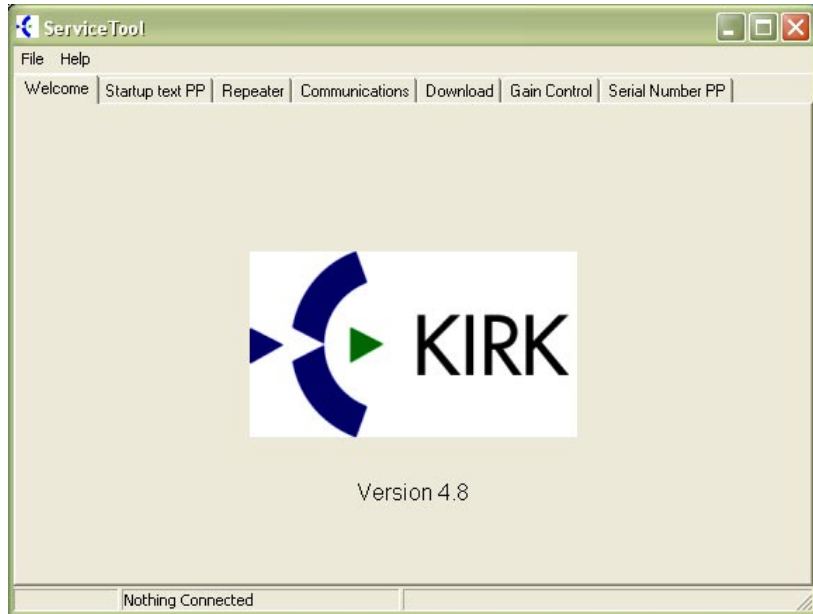 ServiceTool
File Help
Welcome Startup text PP Repeater Communications Download Gain Control Serial Number PP
KIRK
Version 4.8
Nothing Connected